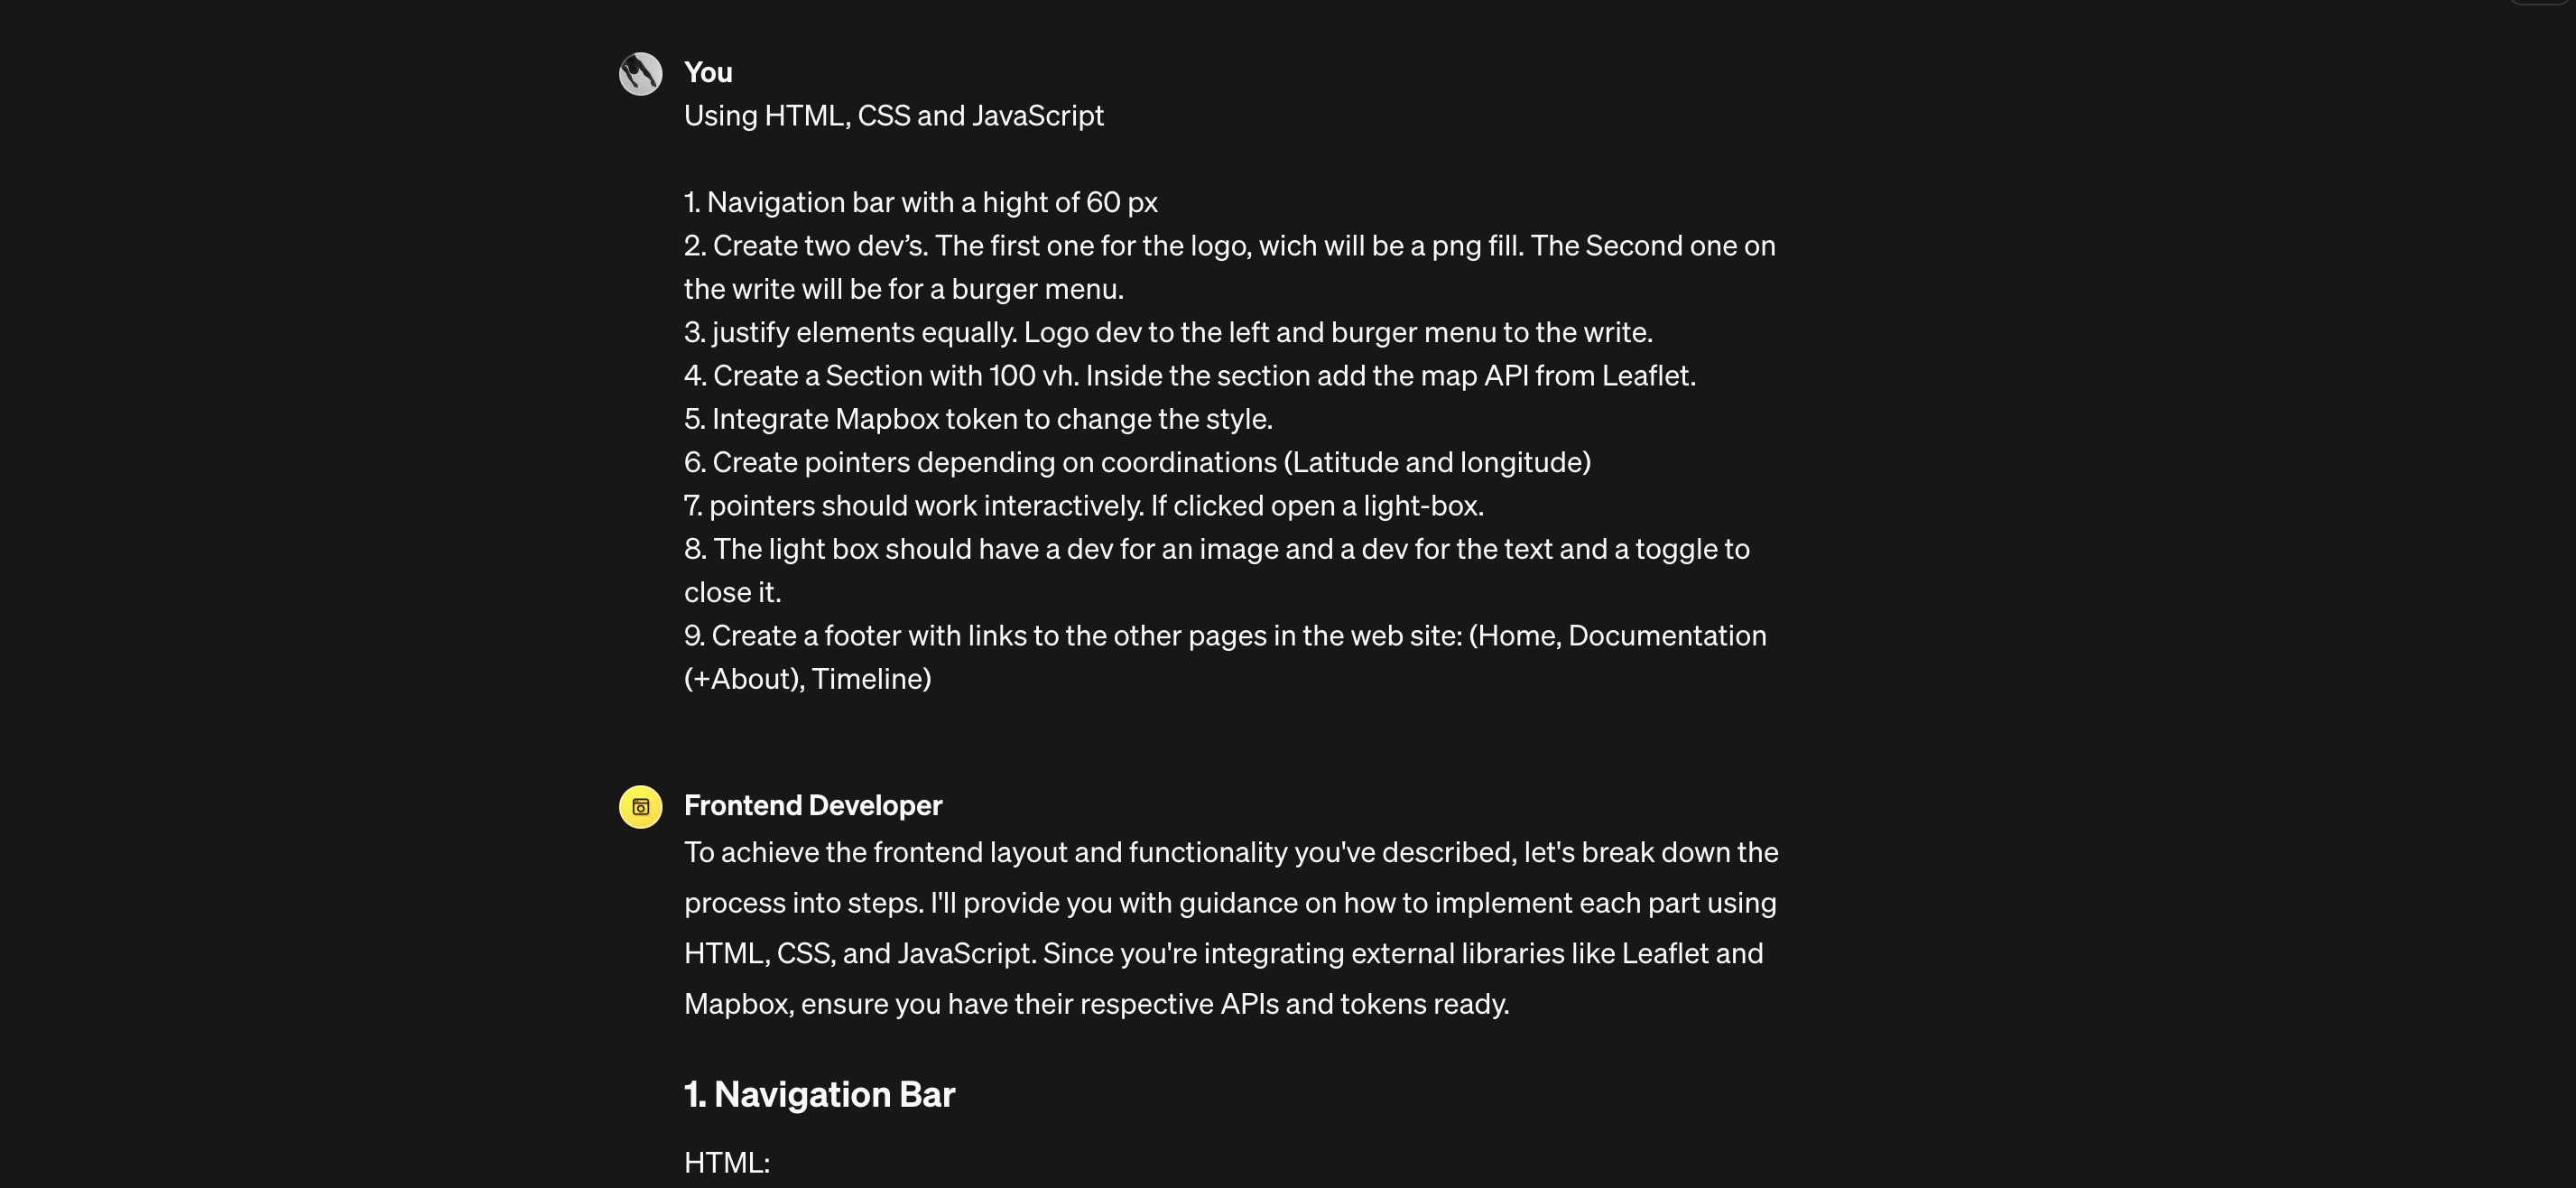 You
Using HTML, CSS and JavaScript
1. Navigation bar with a hight of 60 px
2. Create two dev’s. The first one for the logo, wich will be a png fill. The Second one on
the write will be for a burger menu.
3. justify elements equally. Logo dev to the left and burger menu to the write.
4. Create a Section with 100 vh. Inside the section add the map API from Leaflet.
5. Integrate Mapbox token to change the style.
6. Create pointers depending on coordinations (Latitude and longitude)
7. pointers should work interactively. If clicked open a light-box.
8. The light box should have a dev for an image and a dev for the text and a toggle to
close it.
9. Create a footer with links to the other pages in the web site: (Home, Documentation
(+About), Timeline)
Frontend Developer
To achieve the frontend layout and functionality you've described, let's break down the
process into steps. I'll provide you with guidance on how to implement each part using
HTML, CSS, and JavaScript. Since you're integrating external libraries like Leaflet and
Mapbox, ensure you have their respective APIs and tokens ready.
1. Navigation Bar
HTML: